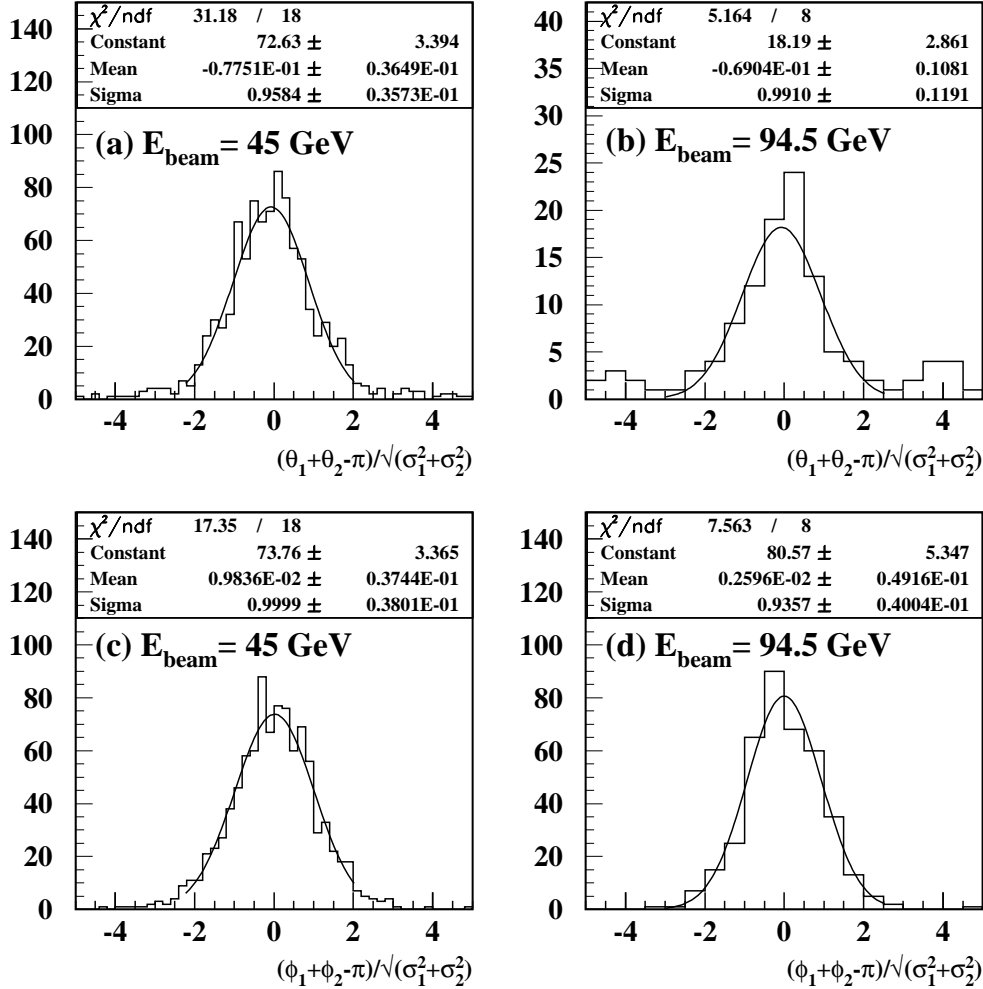 χ²/ndf 31.18 / 18
Constant 72.63 ± 3.394
Mean -0.7751E-01 ± 0.3649E-01
Sigma 0.9584 ± 0.3573E-01
(a) E_beam= 45 GeV
140
120
100
80
60
40
20
0
-4 -2 0 2 4
(θ₁+θ₂-π)/√(σ₁²+σ₂²)
χ²/ndf 5.164 / 8
Constant 18.19 ± 2.861
Mean -0.6904E-01 ± 0.1081
Sigma 0.9910 ± 0.1191
(b) E_beam= 94.5 GeV
40
35
30
25
20
15
10
5
0
-4 -2 0 2 4
(θ₁+θ₂-π)/√(σ₁²+σ₂²)
χ²/ndf 17.35 / 18
Constant 73.76 ± 3.365
Mean 0.9836E-02 ± 0.3744E-01
Sigma 0.9999 ± 0.3801E-01
(c) E_beam= 45 GeV
140
120
100
80
60
40
20
0
-4 -2 0 2 4
(ϕ₁+ϕ₂-π)/√(σ₁²+σ₂²)
χ²/ndf 7.563 / 8
Constant 80.57 ± 5.347
Mean 0.2596E-02 ± 0.4916E-01
Sigma 0.9357 ± 0.4004E-01
(d) E_beam= 94.5 GeV
140
120
100
80
60
40
20
0
-4 -2 0 2 4
(ϕ₁+ϕ₂-π)/√(σ₁²+σ₂²)